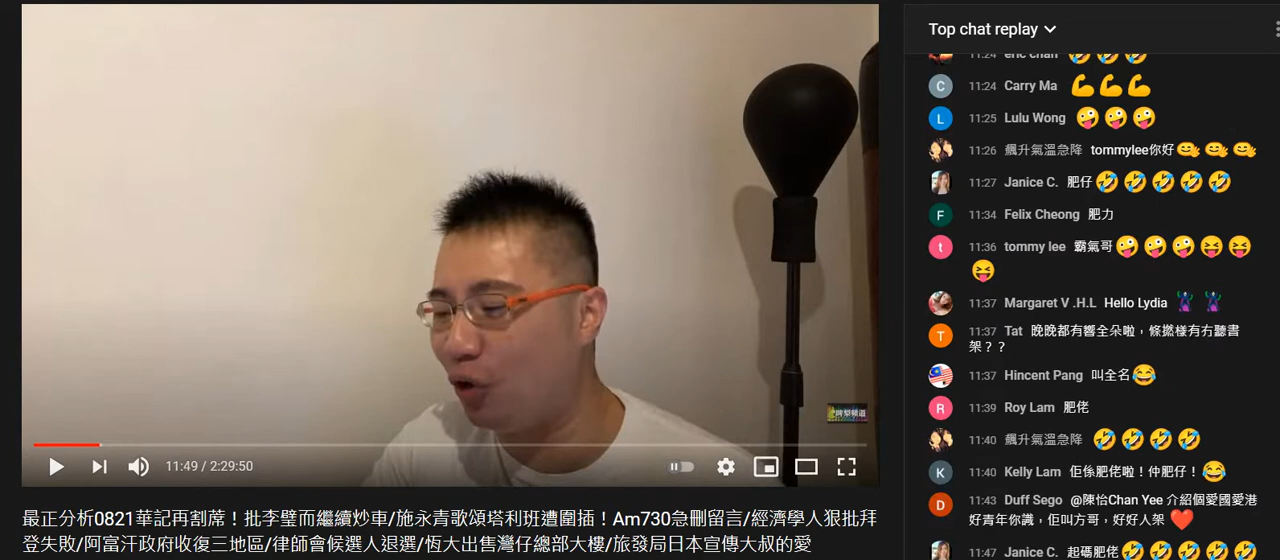 Top chat replay
11:24 eric chan
11:24 Carry Ma
11:25 Lulu Wong
11:26 飆升氣溫急降 tommylee你好
11:27 Janice C. 肥仔
11:34 Felix Cheong 肥力
11:36 tommy lee 霸氣哥
11:37 Margaret V .H.L Hello Lydia
11:37 Tat 晚晚都有響全朵啦，條撚樣有冇聽書
架？？
11:37 Hincent Pang 叫全名
11:39 Roy Lam 肥佬
11:40 飆升氣溫急降
11:40 Kelly Lam 佢係肥佬啦！仲肥仔！
11:43 Duff Sego @陳怡Chan Yee 介紹個愛國愛港
好青年你識，佢叫方哥，好好人架
11:47 Janice C. 起碼肥佬
11:49 / 2:29:50
最正分析0821華記再割蓆！批李璧而繼續炒車/施永青歌頌塔利班遭圍插！Am730急刪留言/經濟學人狠批拜
登失敗/阿富汗政府收復三地區/律師會候選人退選/恆大出售灣仔總部大樓/旅發局日本宣傳大叔的愛